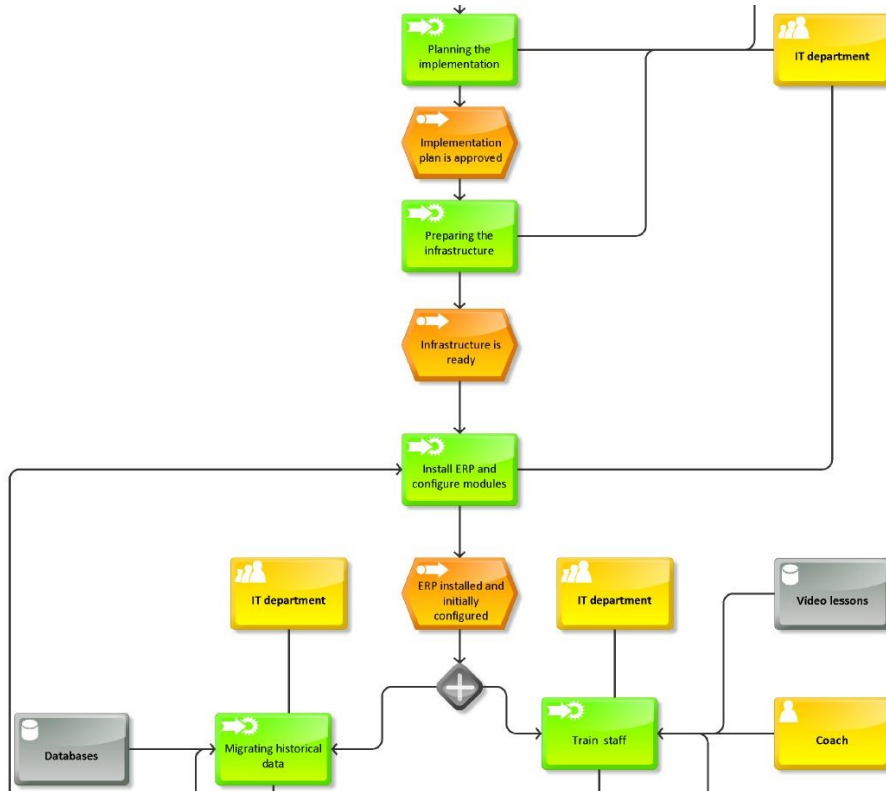 Planning the
implementation
IT department
Implementation
plan is approved
Preparing the
infrastructure
Infrastructure is
ready
Install ERP and
configure modules
IT department
ERP installed and
initially
configured
IT department
Video lessons
Databases
Migrating historical
data
Train staff
Coach